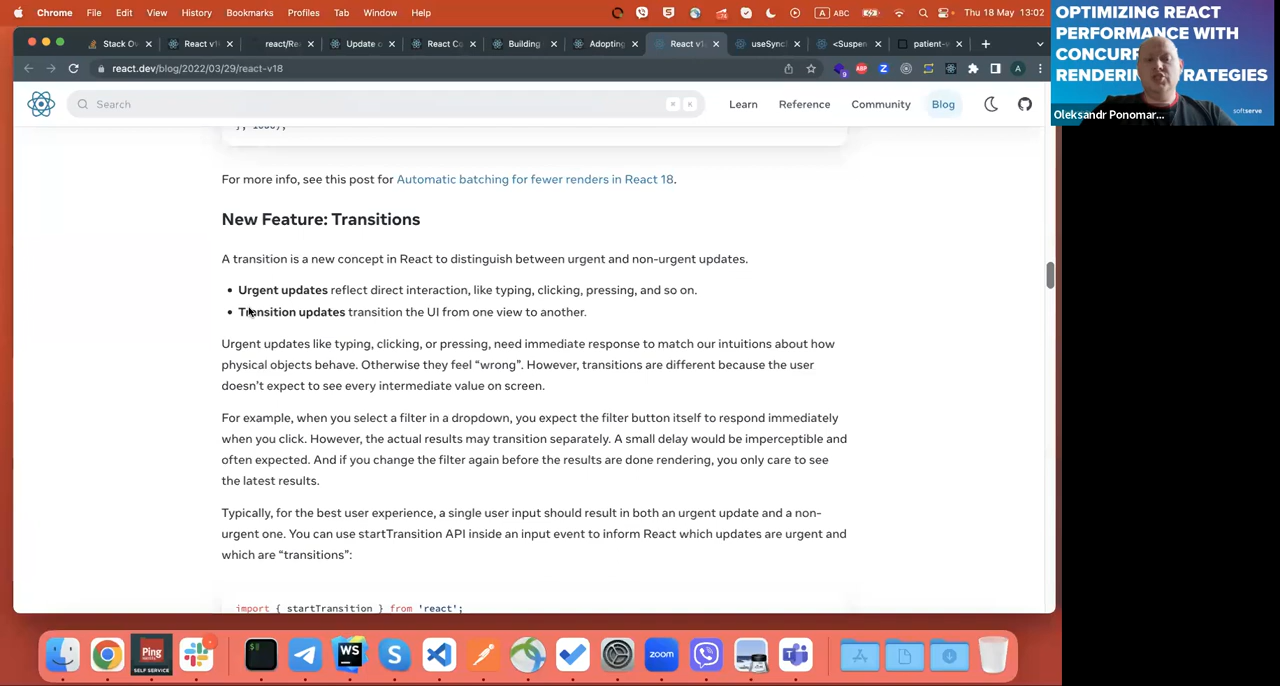 Chrome File Edit View History Bookmarks Profiles Tab Window Help ABC Thu 18 May 13:02
Stack Ov React v1 react/Re Update React Co Building Adopting React v1 useSync <Suspen patient-v
react.dev/blog/2022/03/29/react-v18
Search Learn Reference Community Blog
For more info, see this post for Automatic batching for fewer renders in React 18.
New Feature: Transitions
A transition is a new concept in React to distinguish between urgent and non-urgent updates.
• Urgent updates reflect direct interaction, like typing, clicking, pressing, and so on.
• Transition updates transition the UI from one view to another.
Urgent updates like typing, clicking, or pressing, need immediate response to match our intuitions about how
physical objects behave. Otherwise they feel “wrong”. However, transitions are different because the user
doesn’t expect to see every intermediate value on screen.
For example, when you select a filter in a dropdown, you expect the filter button itself to respond immediately
when you click. However, the actual results may transition separately. A small delay would be imperceptible and
often expected. And if you change the filter again before the results are done rendering, you only care to see
the latest results.
Typically, for the best user experience, a single user input should result in both an urgent update and a non-
urgent one. You can use startTransition API inside an input event to inform React which updates are urgent and
which are “transitions”:
import { startTransition } from 'react';
OPTIMIZING REACT
PERFORMANCE WITH
Oleksandr Ponomar...
softserve
Ping
SELF SERVICE
WS
zoom